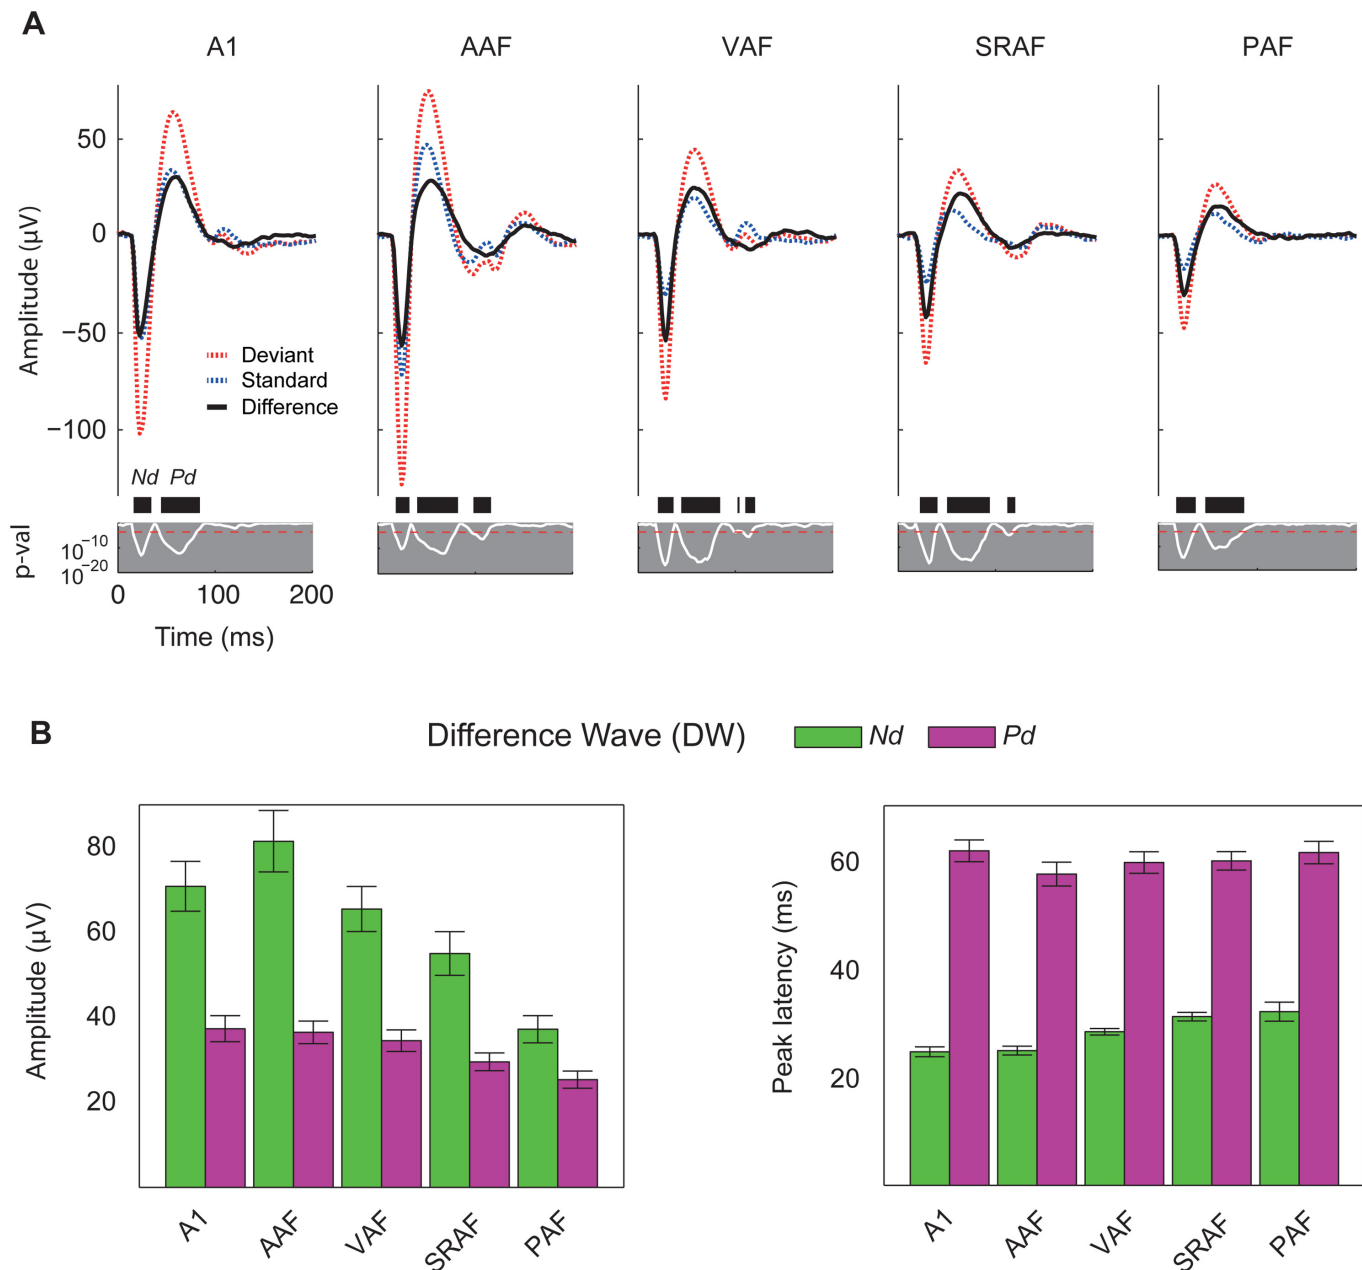 A
A1 AAF VAF SRAF PAF
Amplitude (µV)
50
0
−50
−100
Deviant
Standard
Difference
Nd Pd
p-val
10⁻¹⁰
10⁻²⁰
0 100 200
Time (ms)
B
Difference Wave (DW) Nd Pd
Amplitude (µV)
80
60
40
20
A1 AAF VAF SRAF PAF
Peak latency (ms)
60
40
20
A1 AAF VAF SRAF PAF